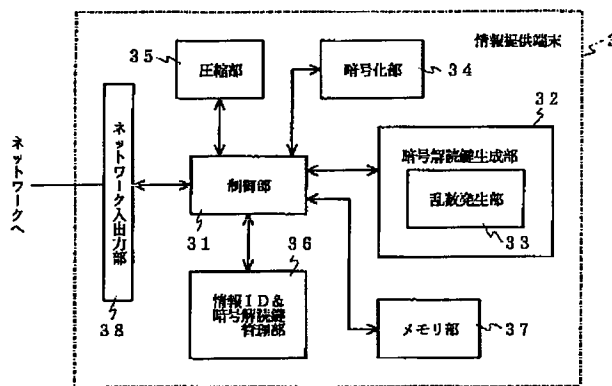 情報提供端末
35
圧縮部
暗号化部
34
32
暗号解読鍵生成部
乱数発生部
33
ネットワークへ
ネットワーク入出力部
38
制御部
31
36
情報ID&
暗号解読鍵
管理部
メモリ部
37